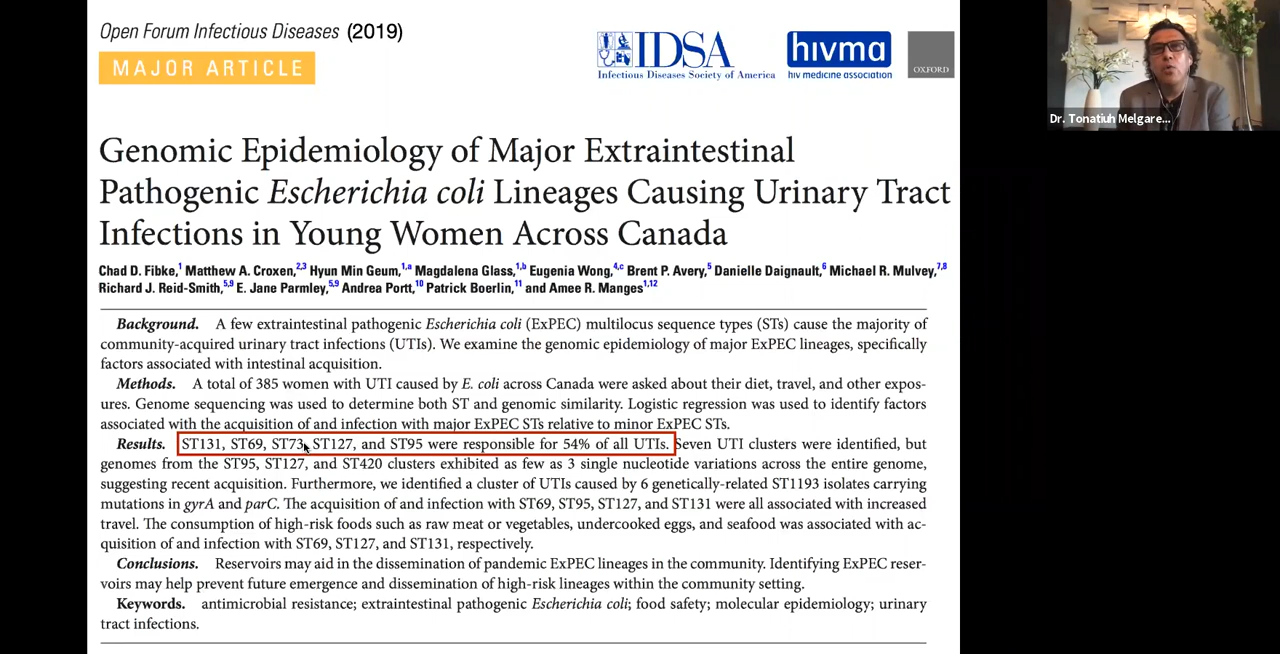 Open Forum Infectious Diseases (2019)
MAJOR ARTICLE
IDSA
Infectious Diseases Society of America
hivma
hiv medicine association
OXFORD
Dr. Tonatiuh Melgare...
Genomic Epidemiology of Major Extraintestinal
Pathogenic Escherichia coli Lineages Causing Urinary Tract
Infections in Young Women Across Canada
Chad D. Fibke,1 Matthew A. Croxen,2,3 Hyun Min Geum,1,a Magdalena Glass,1,b Eugenia Wong,4,c Brent P. Avery,5 Danielle Daignault,6 Michael R. Mulvey,7,8
Richard J. Reid-Smith,5,9 E. Jane Parmley,5,9 Andrea Portt,10 Patrick Boerlin,11 and Amee R. Manges1,12
Background. A few extraintestinal pathogenic Escherichia coli (ExPEC) multilocus sequence types (STs) cause the majority of
community-acquired urinary tract infections (UTIs). We examine the genomic epidemiology of major ExPEC lineages, specifically
factors associated with intestinal acquisition.
Methods. A total of 385 women with UTI caused by E. coli across Canada were asked about their diet, travel, and other expos-
ures. Genome sequencing was used to determine both ST and genomic similarity. Logistic regression was used to identify factors
associated with the acquisition of and infection with major ExPEC STs relative to minor ExPEC STs.
Results. ST131, ST69, ST73, ST127, and ST95 were responsible for 54% of all UTIs. Seven UTI clusters were identified, but
genomes from the ST95, ST127, and ST420 clusters exhibited as few as 3 single nucleotide variations across the entire genome,
suggesting recent acquisition. Furthermore, we identified a cluster of UTIs caused by 6 genetically-related ST1193 isolates carrying
mutations in gyrA and parC. The acquisition of and infection with ST69, ST95, ST127, and ST131 were all associated with increased
travel. The consumption of high-risk foods such as raw meat or vegetables, undercooked eggs, and seafood was associated with ac-
quisition of and infection with ST69, ST127, and ST131, respectively.
Conclusions. Reservoirs may aid in the dissemination of pandemic ExPEC lineages in the community. Identifying ExPEC reser-
voirs may help prevent future emergence and dissemination of high-risk lineages within the community setting.
Keywords. antimicrobial resistance; extraintestinal pathogenic Escherichia coli; food safety; molecular epidemiology; urinary
tract infections.